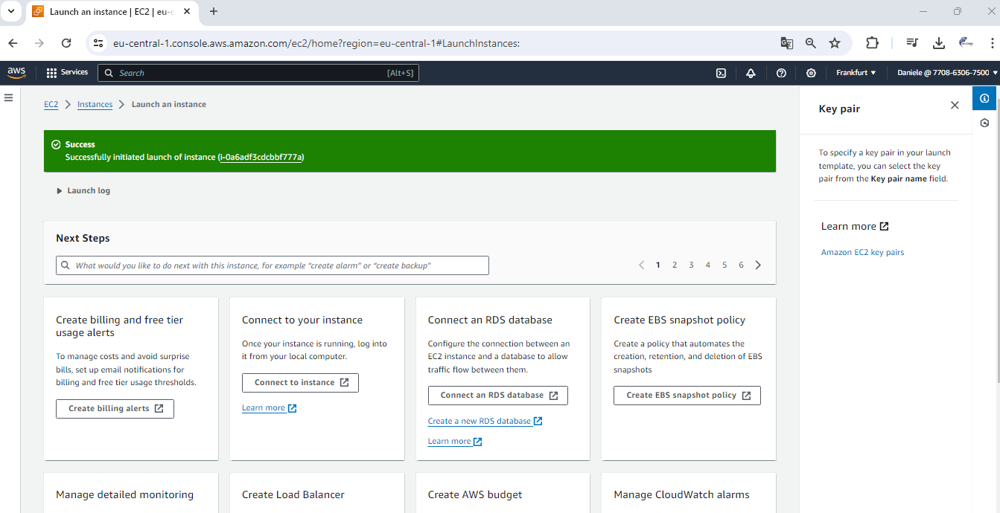 Launch an instance | EC2 | eu-c
eu-central-1.console.aws.amazon.com/ec2/home?region=eu-central-1#LaunchInstances:
aws
Services
Search
[Alt+S]
Frankfurt
Daniele @ 7708-6306-7500
EC2
Instances
Launch an instance
Success
Successfully initiated launch of instance (i-0a6adf3cdcbbf777a)
Launch log
Next Steps
What would you like to do next with this instance, for example “create alarm” or “create backup”
1 2 3 4 5 6
Create billing and free tier
usage alerts
To manage costs and avoid surprise
bills, set up email notifications for
billing and free tier usage thresholds.
Create billing alerts
Connect to your instance
Once your instance is running, log into
it from your local computer.
Connect to instance
Learn more
Connect an RDS database
Configure the connection between an
EC2 instance and a database to allow
traffic flow between them.
Connect an RDS database
Create a new RDS database
Learn more
Create EBS snapshot policy
Create a policy that automates the
creation, retention, and deletion of EBS
snapshots
Create EBS snapshot policy
Manage detailed monitoring
Create Load Balancer
Create AWS budget
Manage CloudWatch alarms
Key pair
To specify a key pair in your launch
template, you can select the key
pair from the Key pair name field.
Learn more
Amazon EC2 key pairs